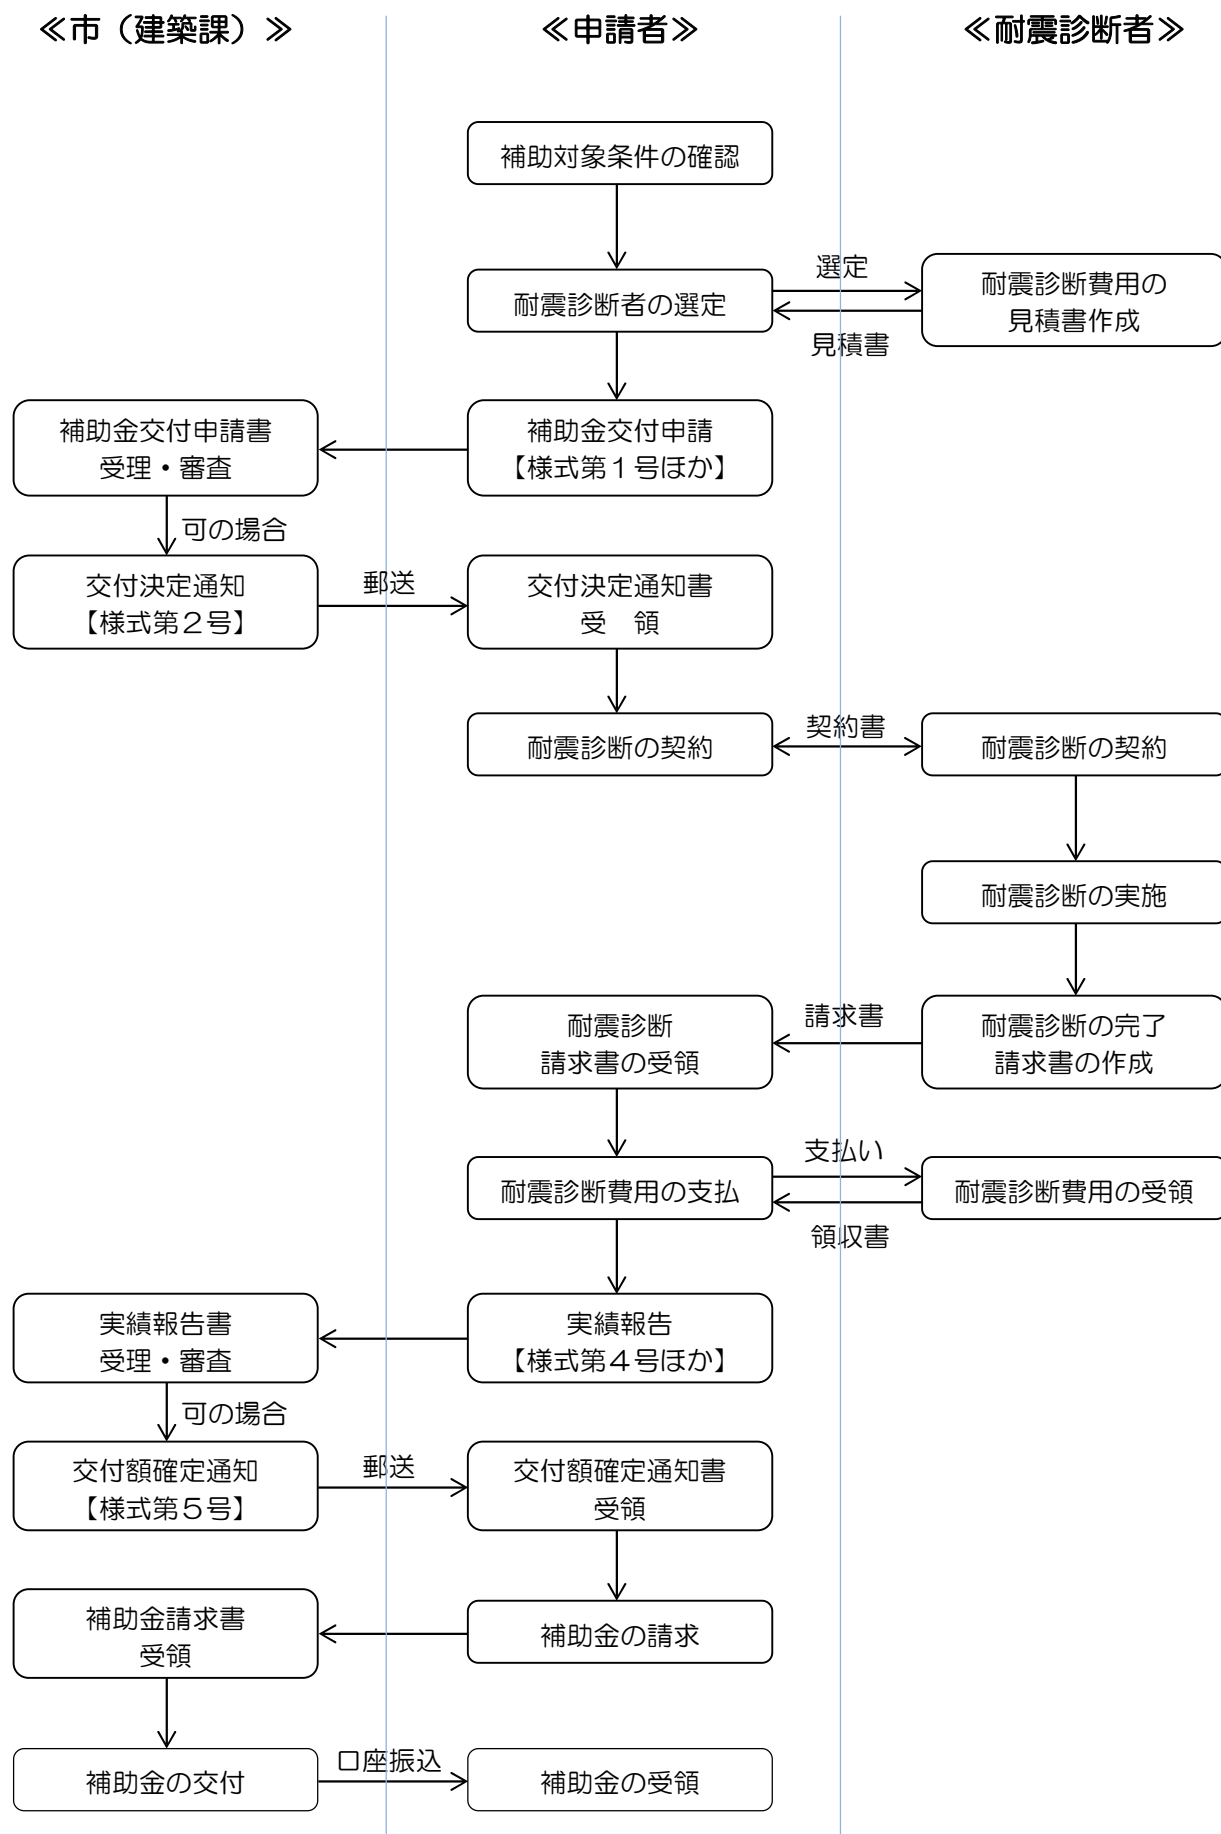 ≪市（建築課）≫
≪申請者≫
≪耐震診断者≫
補助対象条件の確認
耐震診断者の選定
選定
見積書
耐震診断費用の
見積書作成
補助金交付申請書
受理・審査
補助金交付申請
【様式第１号ほか】
可の場合
交付決定通知
【様式第２号】
郵送
交付決定通知書
受　領
耐震診断の契約
契約書
耐震診断の契約
耐震診断の実施
耐震診断
請求書の受領
請求書
耐震診断の完了
請求書の作成
耐震診断費用の支払
支払い
領収書
耐震診断費用の受領
実績報告書
受理・審査
実績報告
【様式第４号ほか】
可の場合
交付額確定通知
【様式第５号】
郵送
交付額確定通知書
受領
補助金請求書
受領
補助金の請求
補助金の交付
口座振込
補助金の受領